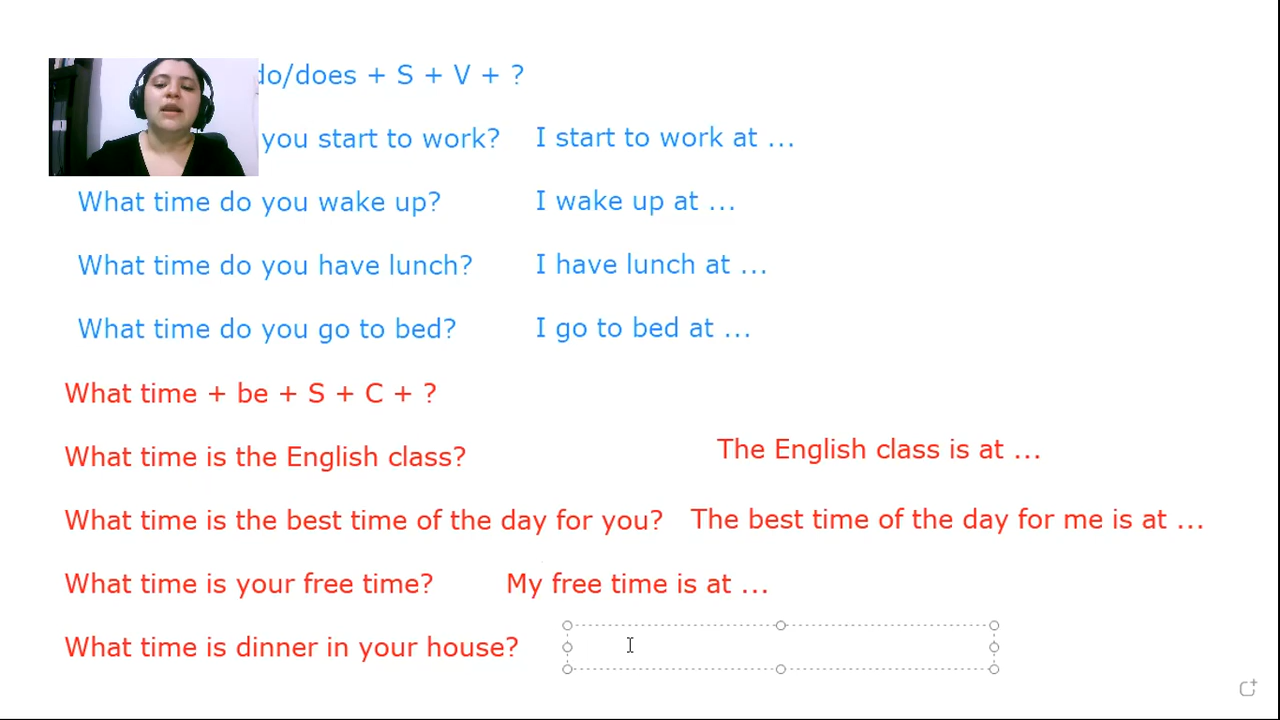 do/does + S + V + ?
you start to work? I start to work at ...
What time do you wake up? I wake up at ...
What time do you have lunch? I have lunch at ...
What time do you go to bed? I go to bed at ...
What time + be + S + C + ?
What time is the English class? The English class is at ...
What time is the best time of the day for you? The best time of the day for me is at ...
What time is your free time? My free time is at ...
What time is dinner in your house?